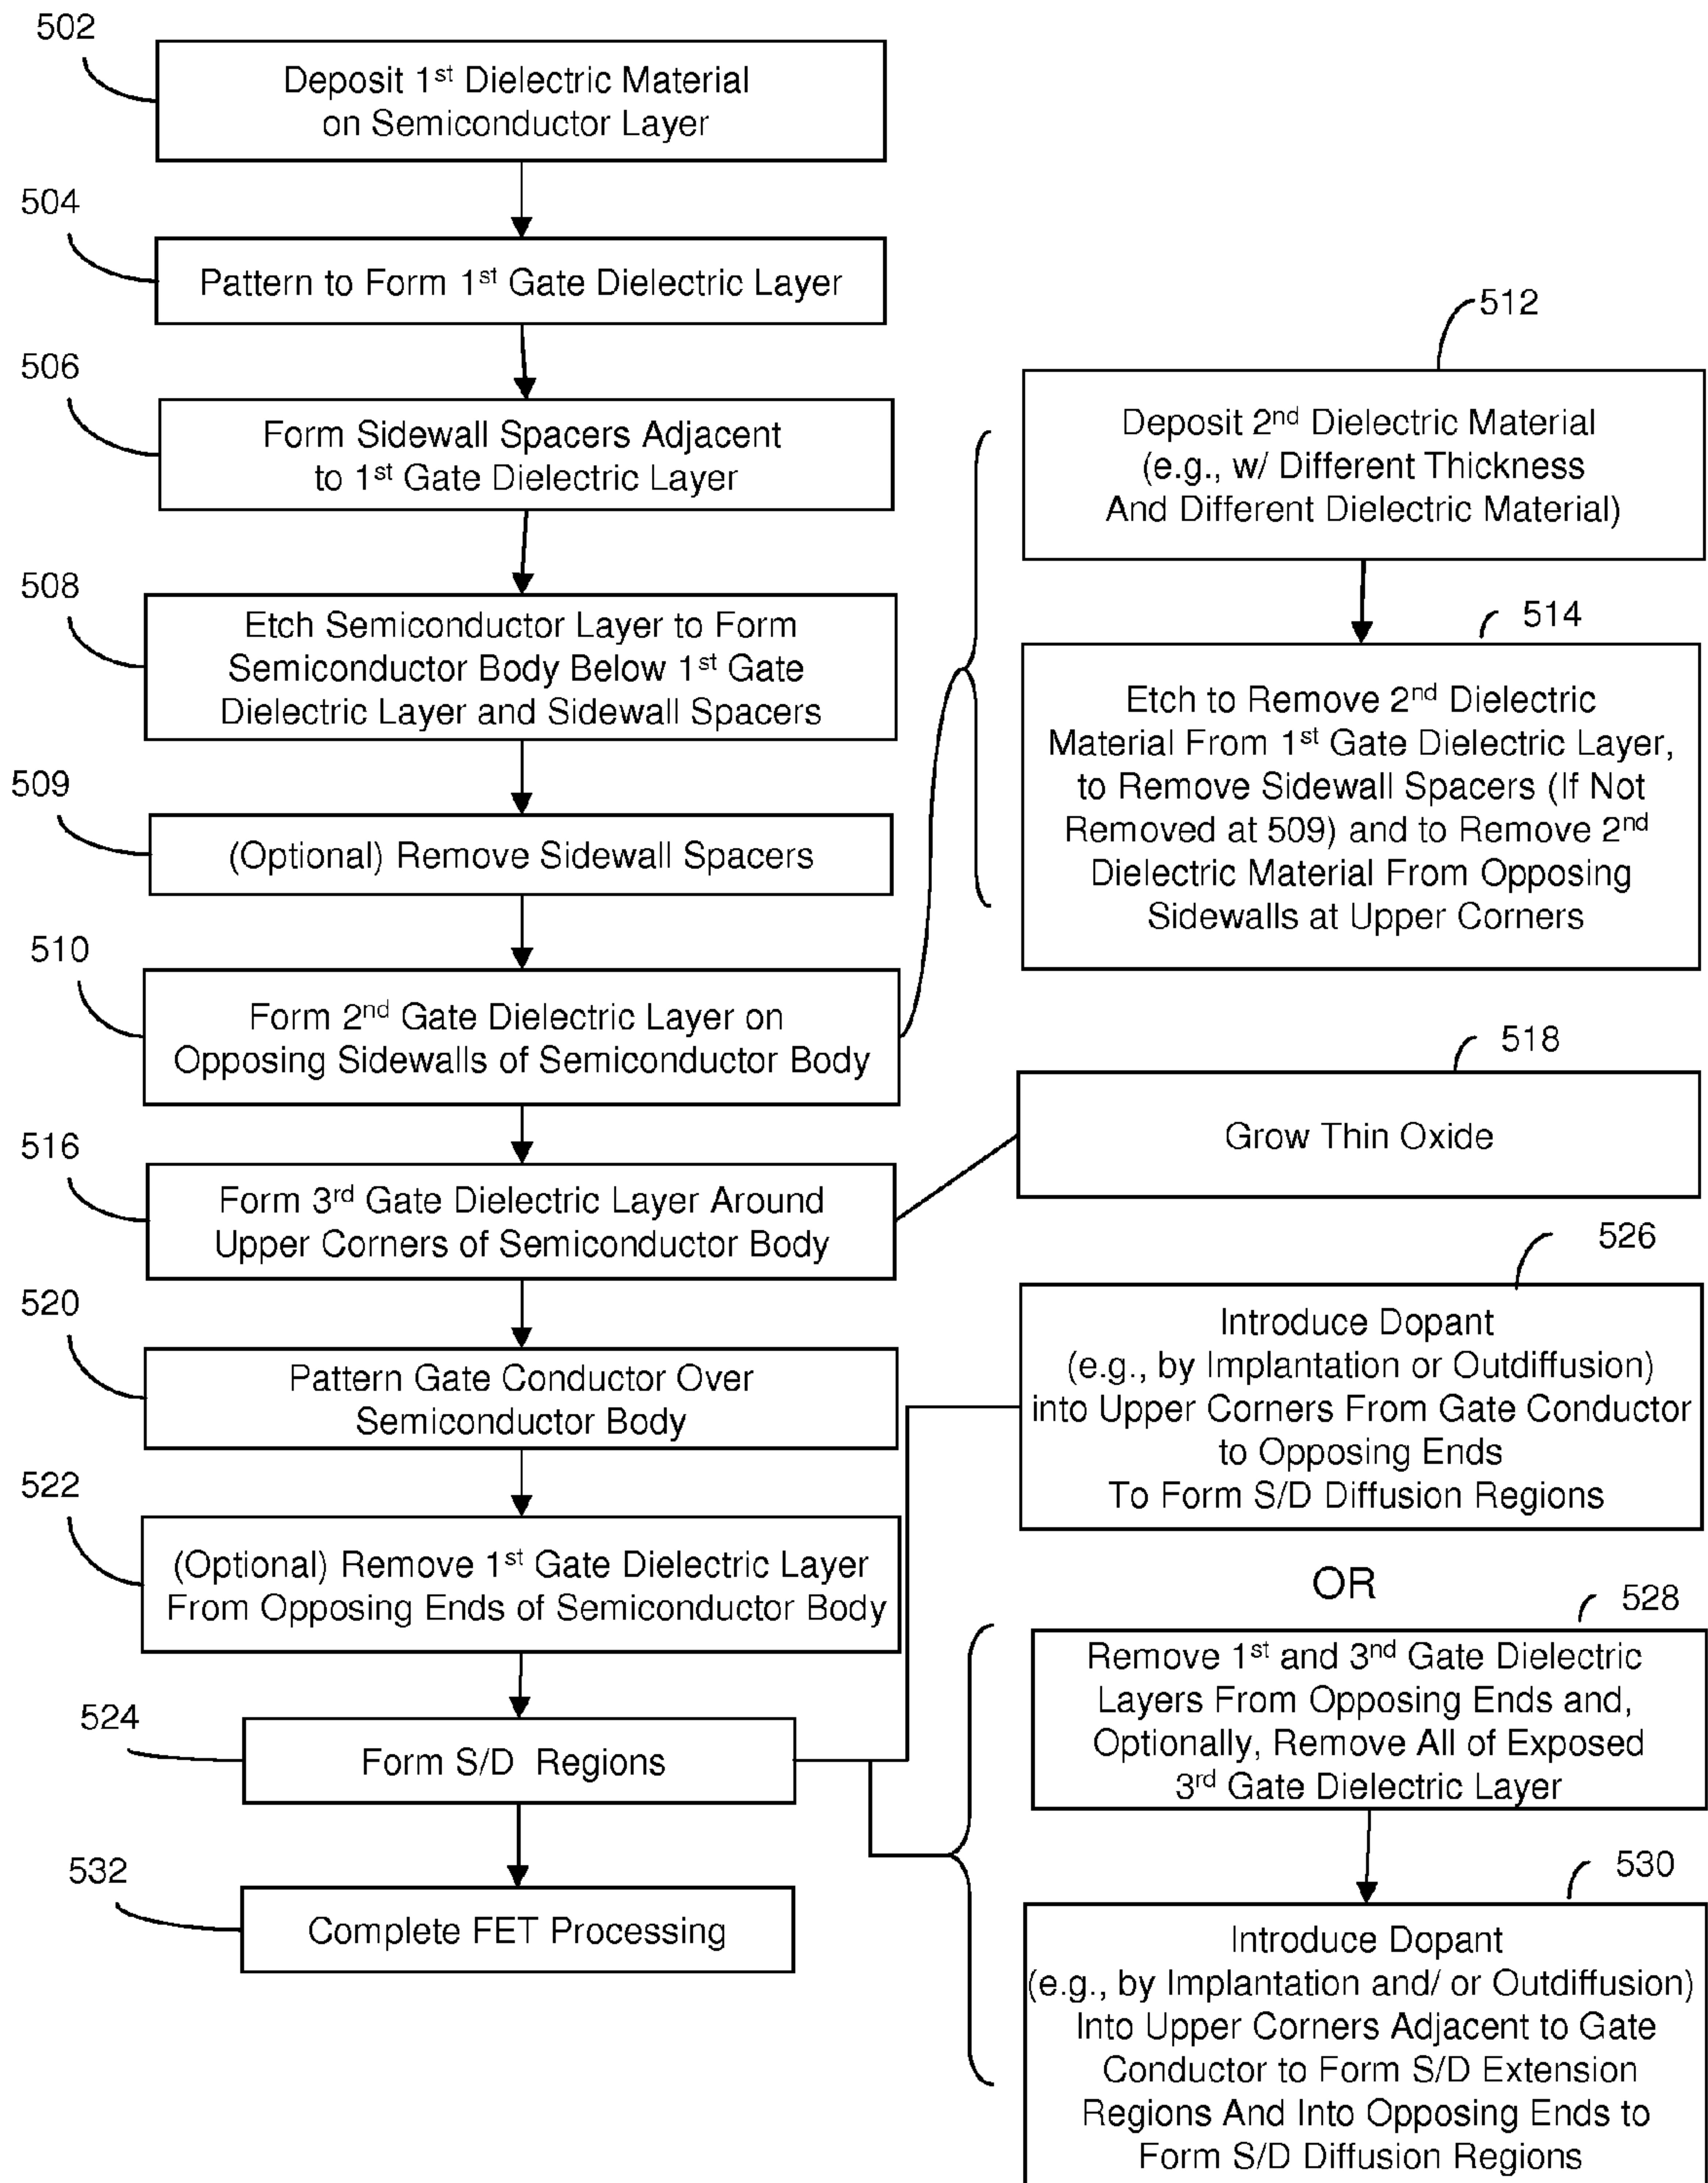 502
Deposit 1st Dielectric Material
on Semiconductor Layer
504
Pattern to Form 1st Gate Dielectric Layer
506
Form Sidewall Spacers Adjacent
to 1st Gate Dielectric Layer
508
Etch Semiconductor Layer to Form
Semiconductor Body Below 1st Gate
Dielectric Layer and Sidewall Spacers
509
(Optional) Remove Sidewall Spacers
510
Form 2nd Gate Dielectric Layer on
Opposing Sidewalls of Semiconductor Body
512
Deposit 2nd Dielectric Material
(e.g., w/ Different Thickness
And Different Dielectric Material)
514
Etch to Remove 2nd Dielectric
Material From 1st Gate Dielectric Layer,
to Remove Sidewall Spacers (If Not
Removed at 509) and to Remove 2nd
Dielectric Material From Opposing
Sidewalls at Upper Corners
516
Form 3rd Gate Dielectric Layer Around
Upper Corners of Semiconductor Body
518
Grow Thin Oxide
520
Pattern Gate Conductor Over
Semiconductor Body
522
(Optional) Remove 1st Gate Dielectric Layer
From Opposing Ends of Semiconductor Body
524
Form S/D Regions
526
Introduce Dopant
(e.g., by Implantation or Outdiffusion)
into Upper Corners From Gate Conductor
to Opposing Ends
To Form S/D Diffusion Regions
OR
528
Remove 1st and 3nd Gate Dielectric
Layers From Opposing Ends and,
Optionally, Remove All of Exposed
3rd Gate Dielectric Layer
530
Introduce Dopant
(e.g., by Implantation and/ or Outdiffusion)
Into Upper Corners Adjacent to Gate
Conductor to Form S/D Extension
Regions And Into Opposing Ends to
Form S/D Diffusion Regions
532
Complete FET Processing